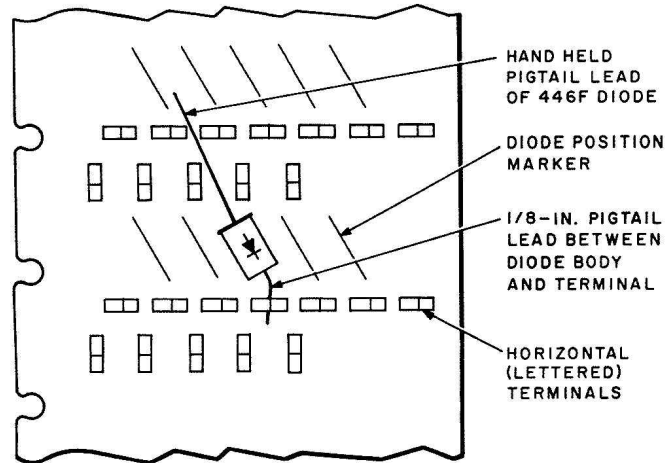 HAND HELD
PIGTAIL LEAD
OF 446F DIODE
DIODE POSITION
MARKER
1/8-IN. PIGTAIL
LEAD BETWEEN
DIODE BODY
AND TERMINAL
HORIZONTAL
(LETTERED)
TERMINALS